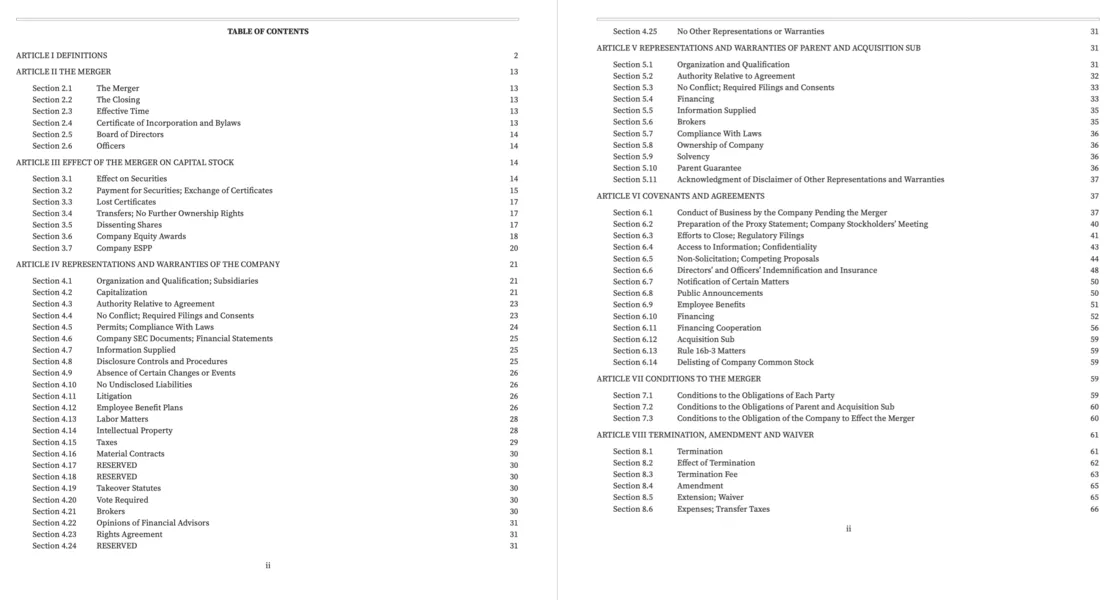 TABLE OF CONTENTS
ARTICLE I DEFINITIONS 2
ARTICLE II THE MERGER 13
Section 2.1 The Merger 13
Section 2.2 The Closing 13
Section 2.3 Effective Time 13
Section 2.4 Certificate of Incorporation and Bylaws 13
Section 2.5 Board of Directors 14
Section 2.6 Officers 14
ARTICLE III EFFECT OF THE MERGER ON CAPITAL STOCK 14
Section 3.1 Effect on Securities 14
Section 3.2 Payment for Securities; Exchange of Certificates 15
Section 3.3 Lost Certificates 17
Section 3.4 Transfers; No Further Ownership Rights 17
Section 3.5 Dissenting Shares 17
Section 3.6 Company Equity Awards 18
Section 3.7 Company ESPP 20
ARTICLE IV REPRESENTATIONS AND WARRANTIES OF THE COMPANY 21
Section 4.1 Organization and Qualification; Subsidiaries 21
Section 4.2 Capitalization 21
Section 4.3 Authority Relative to Agreement 23
Section 4.4 No Conflict; Required Filings and Consents 23
Section 4.5 Permits; Compliance With Laws 24
Section 4.6 Company SEC Documents; Financial Statements 25
Section 4.7 Information Supplied 25
Section 4.8 Disclosure Controls and Procedures 25
Section 4.9 Absence of Certain Changes or Events 26
Section 4.10 No Undisclosed Liabilities 26
Section 4.11 Litigation 26
Section 4.12 Employee Benefit Plans 26
Section 4.13 Labor Matters 28
Section 4.14 Intellectual Property 28
Section 4.15 Taxes 29
Section 4.16 Material Contracts 30
Section 4.17 RESERVED 30
Section 4.18 RESERVED 30
Section 4.19 Takeover Statutes 30
Section 4.20 Vote Required 30
Section 4.21 Brokers 30
Section 4.22 Opinions of Financial Advisors 31
Section 4.23 Rights Agreement 31
Section 4.24 RESERVED 31
ii
Section 4.25 No Other Representations or Warranties 31
ARTICLE V REPRESENTATIONS AND WARRANTIES OF PARENT AND ACQUISITION SUB 31
Section 5.1 Organization and Qualification 31
Section 5.2 Authority Relative to Agreement 32
Section 5.3 No Conflict; Required Filings and Consents 33
Section 5.4 Financing 33
Section 5.5 Information Supplied 35
Section 5.6 Brokers 35
Section 5.7 Compliance With Laws 36
Section 5.8 Ownership of Company 36
Section 5.9 Solvency 36
Section 5.10 Parent Guarantee 36
Section 5.11 Acknowledgment of Disclaimer of Other Representations and Warranties 37
ARTICLE VI COVENANTS AND AGREEMENTS 37
Section 6.1 Conduct of Business by the Company Pending the Merger 37
Section 6.2 Preparation of the Proxy Statement; Company Stockholders' Meeting 40
Section 6.3 Efforts to Close; Regulatory Filings 41
Section 6.4 Access to Information; Confidentiality 43
Section 6.5 Non-Solicitation; Competing Proposals 44
Section 6.6 Directors' and Officers' Indemnification and Insurance 48
Section 6.7 Notification of Certain Matters 50
Section 6.8 Public Announcements 50
Section 6.9 Employee Benefits 51
Section 6.10 Financing 52
Section 6.11 Financing Cooperation 56
Section 6.12 Acquisition Sub 59
Section 6.13 Rule 16b-3 Matters 59
Section 6.14 Delisting of Company Common Stock 59
ARTICLE VII CONDITIONS TO THE MERGER 59
Section 7.1 Conditions to the Obligations of Each Party 59
Section 7.2 Conditions to the Obligations of Parent and Acquisition Sub 60
Section 7.3 Conditions to the Obligation of the Company to Effect the Merger 60
ARTICLE VIII TERMINATION, AMENDMENT AND WAIVER 61
Section 8.1 Termination 61
Section 8.2 Effect of Termination 62
Section 8.3 Termination Fee 63
Section 8.4 Amendment 65
Section 8.5 Extension; Waiver 65
Section 8.6 Expenses; Transfer Taxes 66
ii